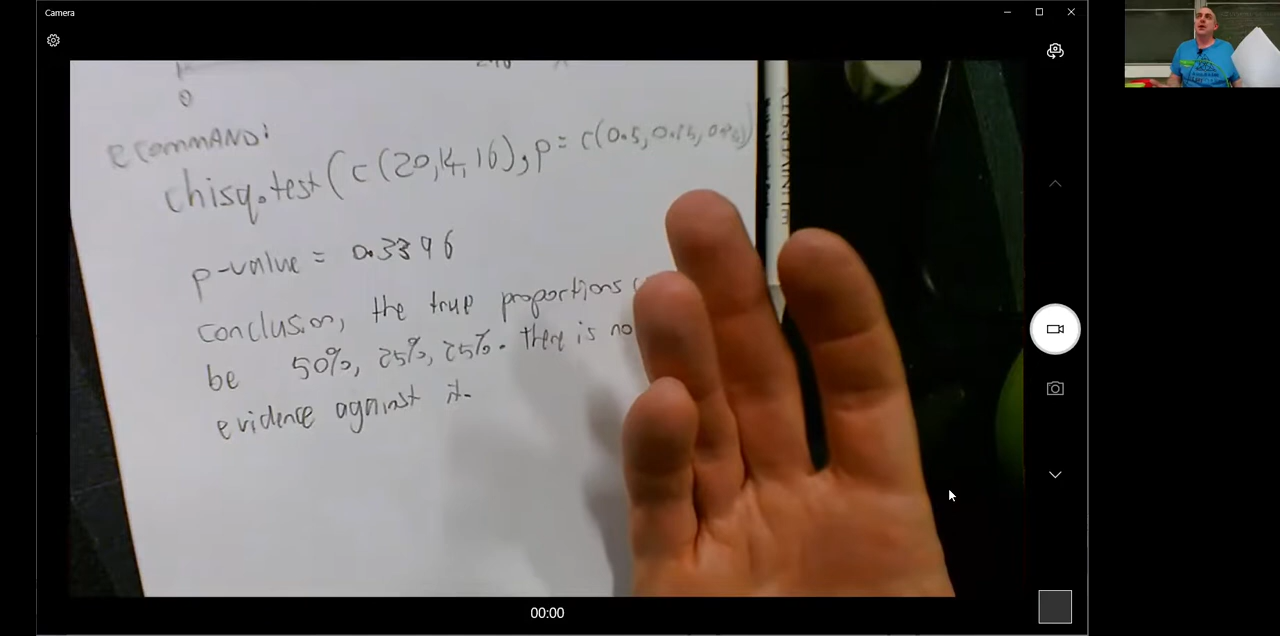 Camera
0
R COMMAND:
chisq.test(c(20,14,16), p=c(0.5,0.25,0.25))
p-value = 0.3396
conclusion, the true proportions
be 50%, 25%, 25%. there is no
evidence against it.
00:00